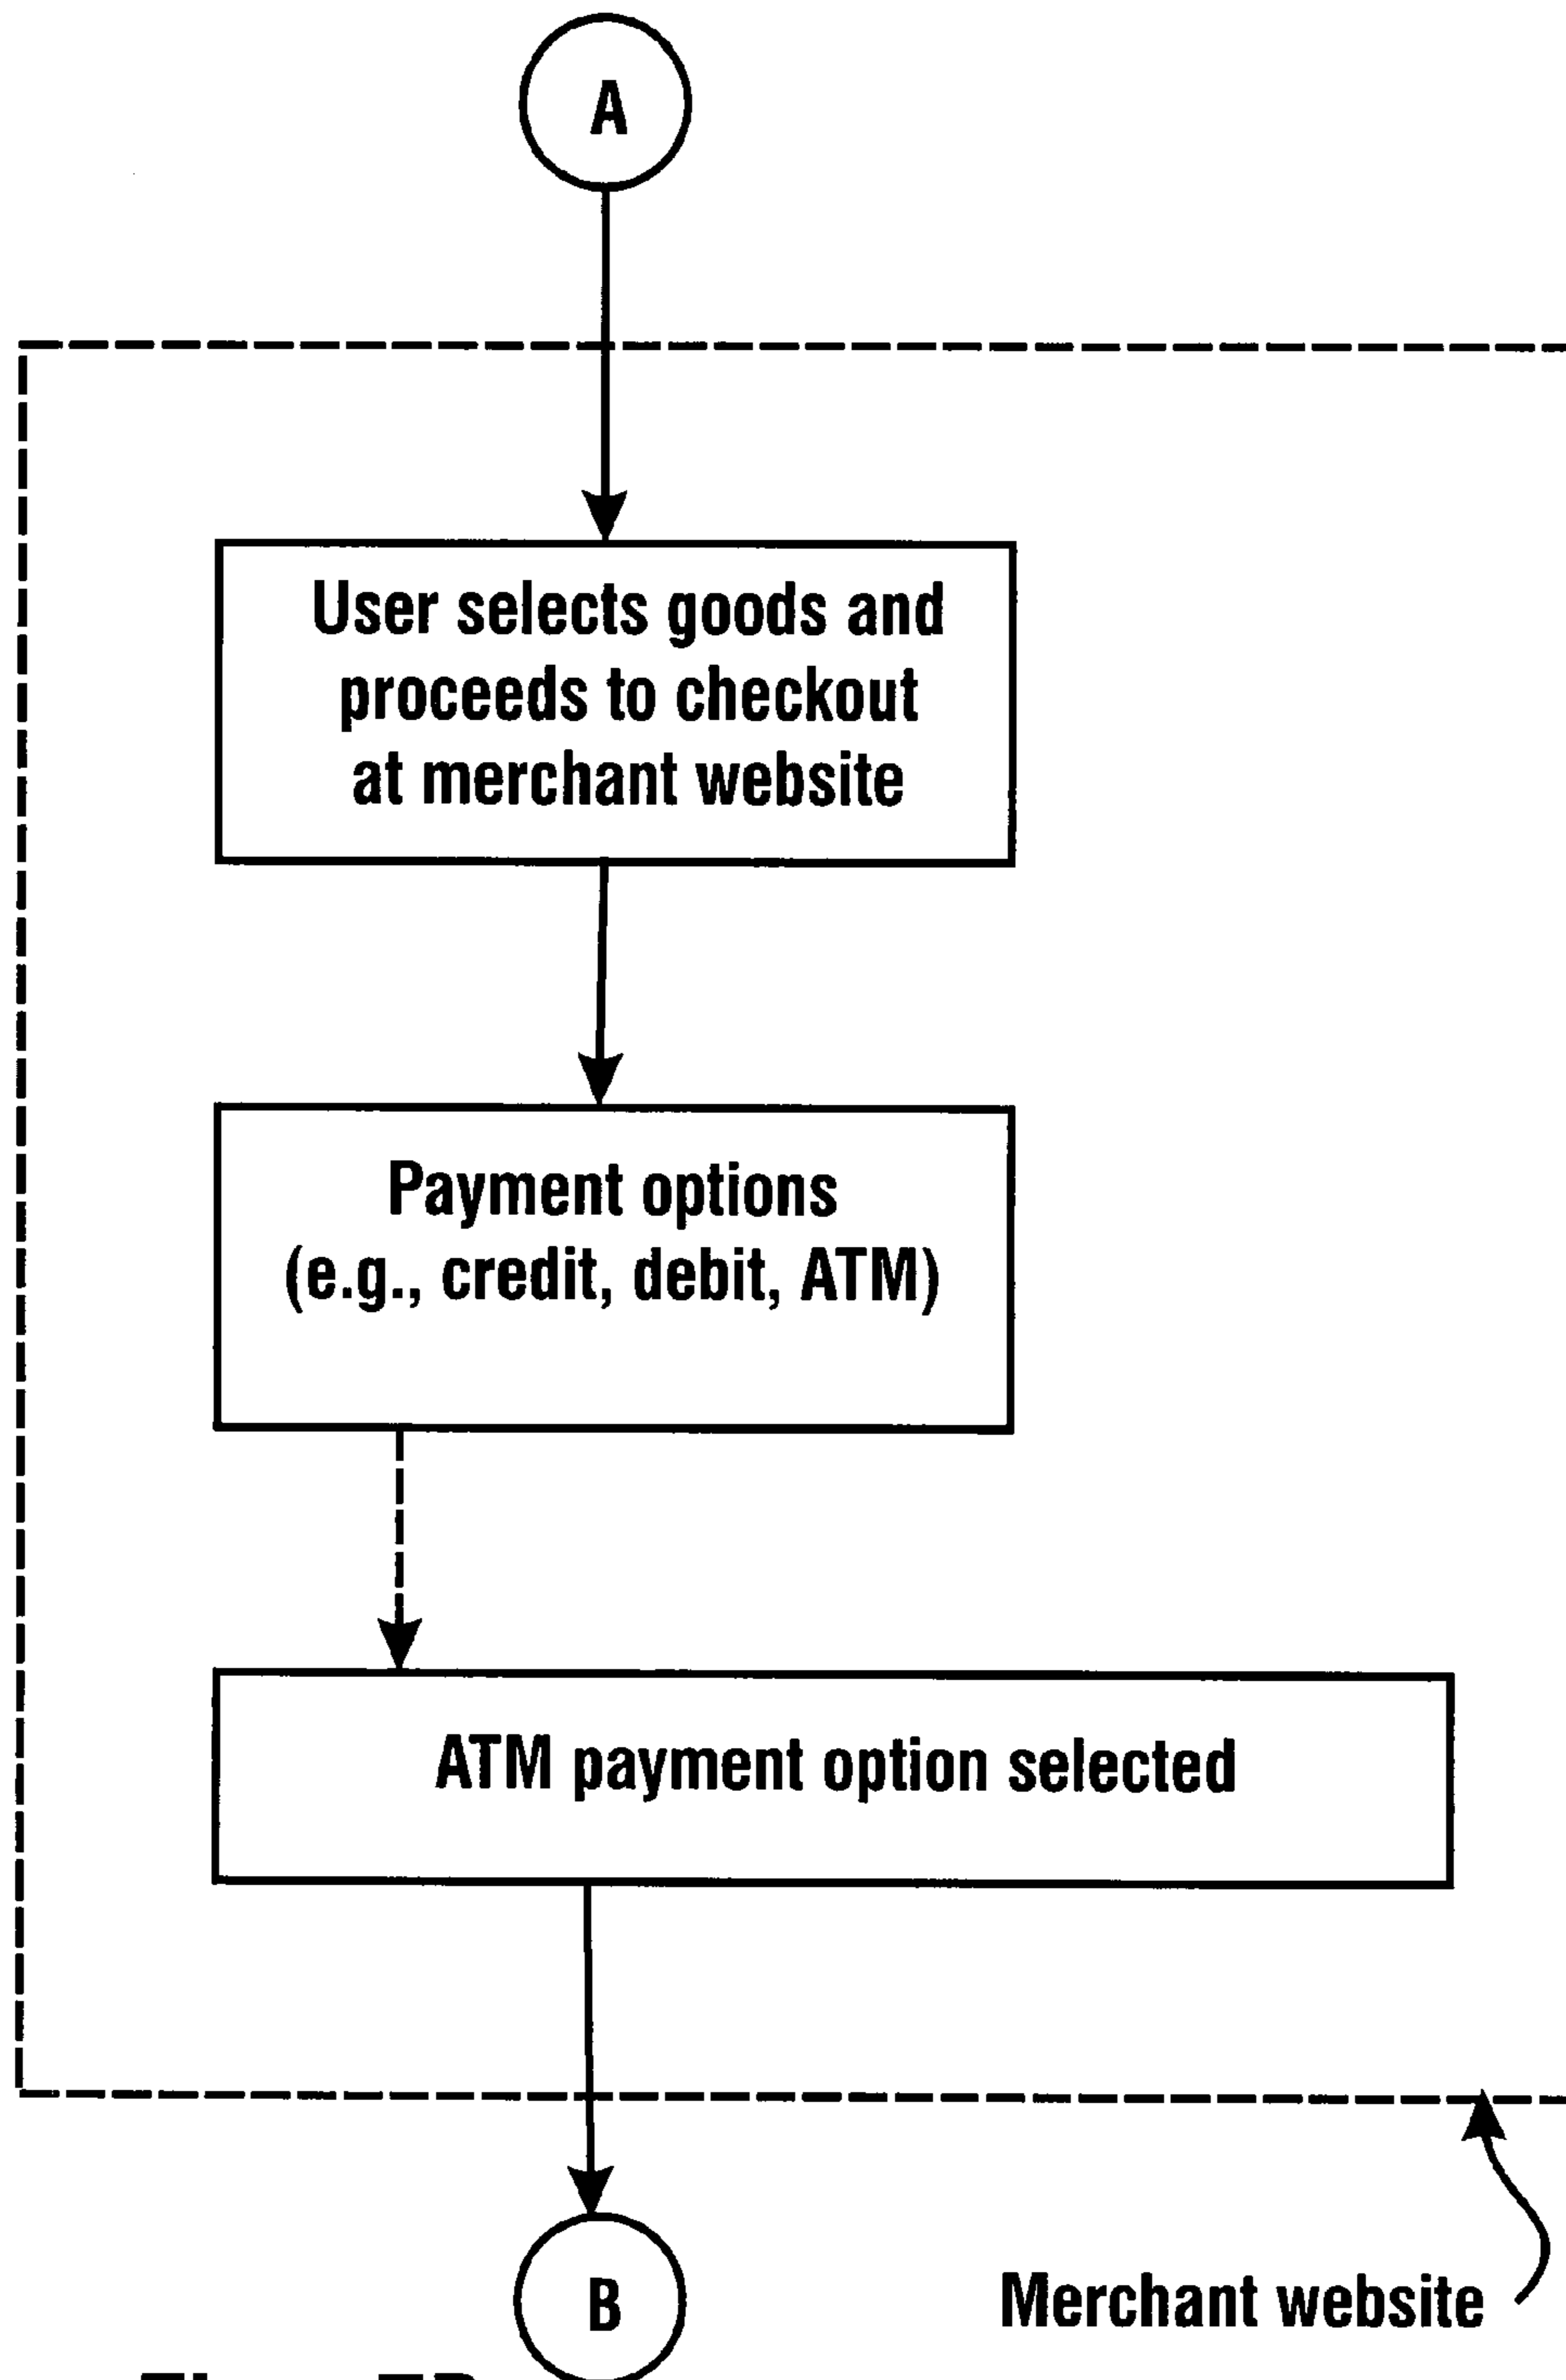 A
User selects goods and
proceeds to checkout
at merchant website
Payment options
(e.g., credit, debit, ATM)
ATM payment option selected
B
Merchant website